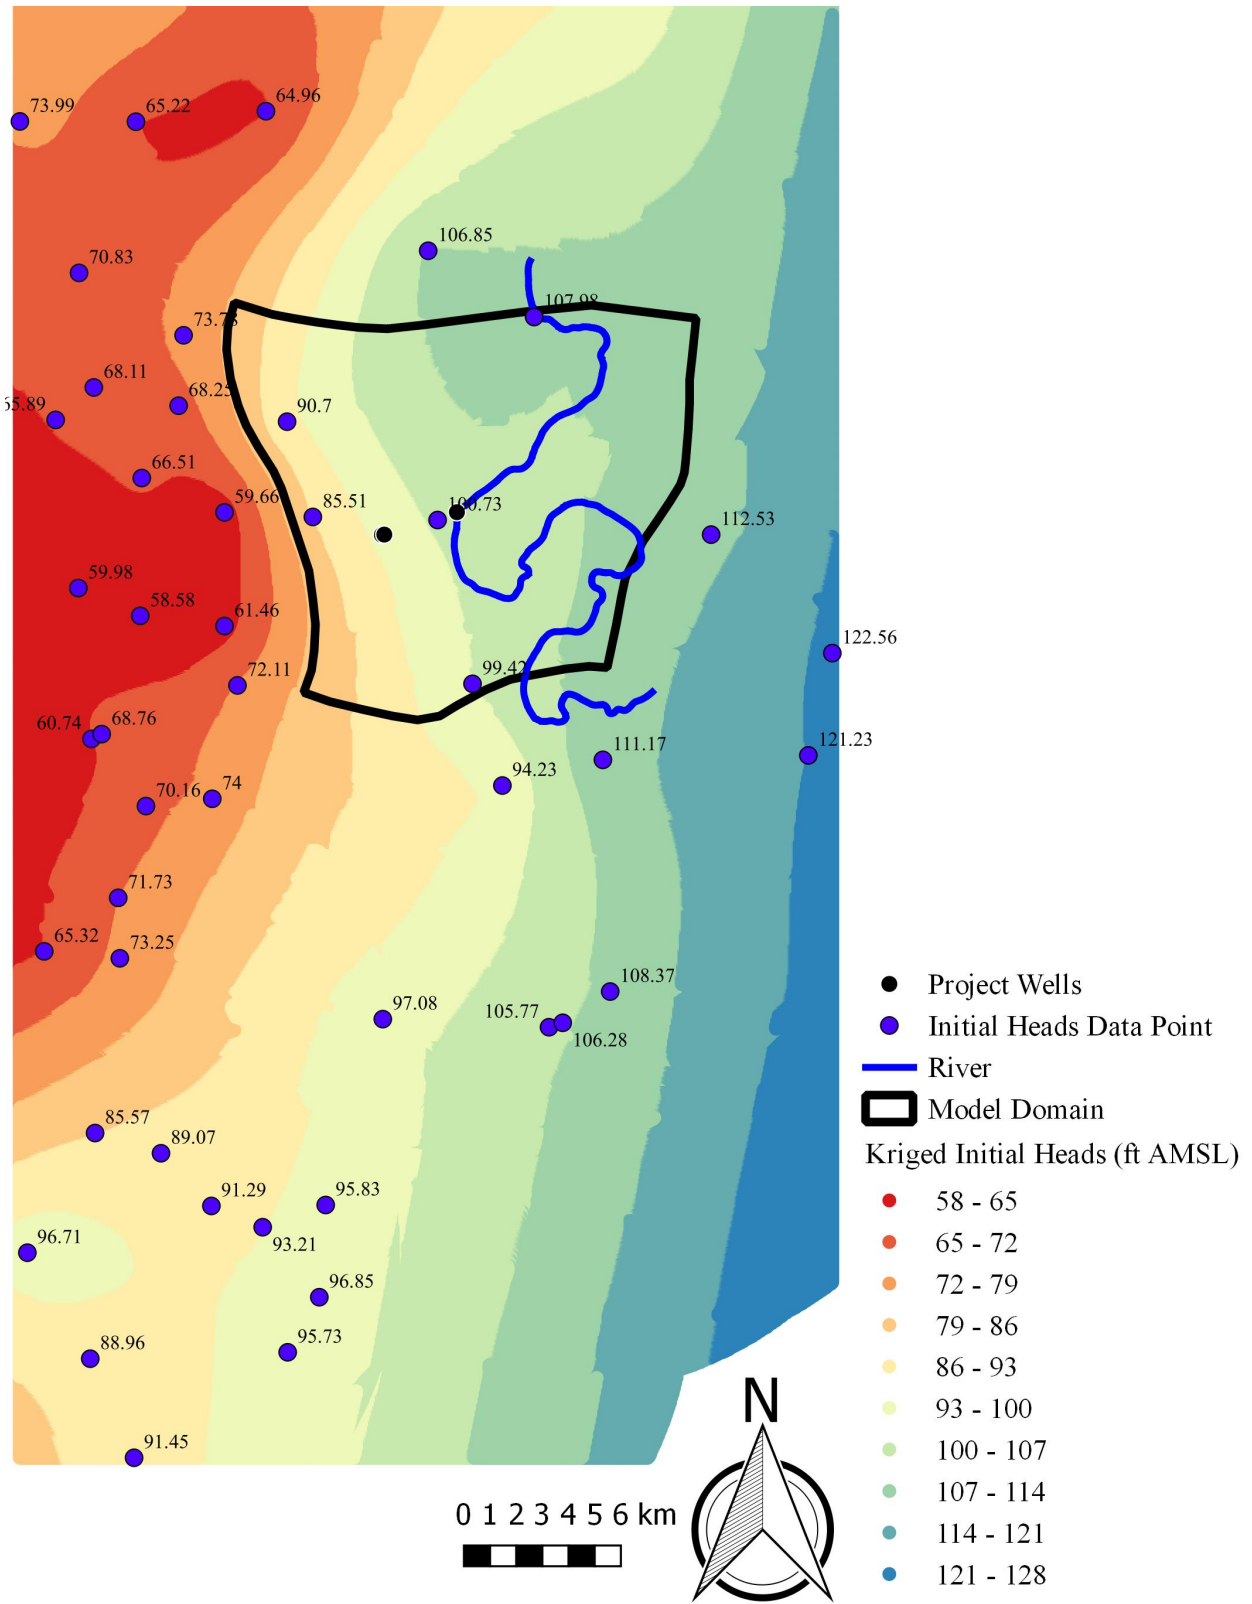 64.96
73.99
65.22
106.85
70.83
107.98
73.73
68.11
68.25
65.89
90.7
66.51
59.66
85.51
100.73
112.53
59.98
58.58
61.46
122.56
72.11
99.42
60.74
68.76
111.17
121.23
94.23
70.16
74
71.73
65.32
73.25
108.37
97.08
105.77
106.28
85.57
89.07
91.29
95.83
93.21
96.71
96.85
95.73
88.96
91.45
Project Wells
Initial Heads Data Point
River
Model Domain
Kriged Initial Heads (ft AMSL)
58 - 65
65 - 72
72 - 79
79 - 86
86 - 93
93 - 100
100 - 107
107 - 114
114 - 121
121 - 128
N
0 1 2 3 4 5 6 km